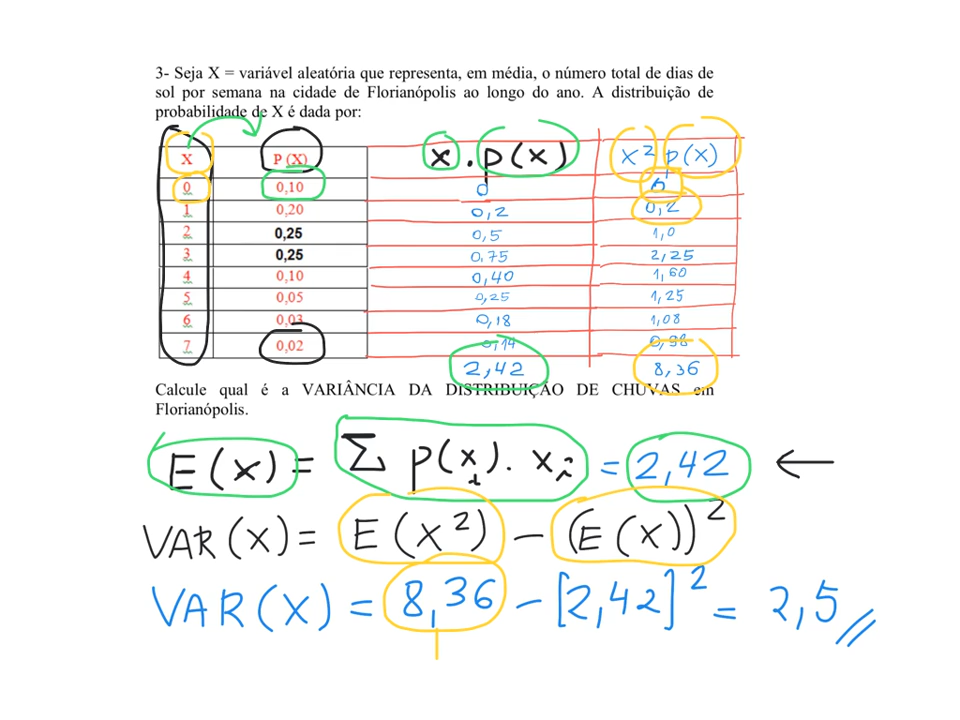 3- Seja X = variável aleatória que representa, em média, o número total de dias de
sol por semana na cidade de Florianópolis ao longo do ano. A distribuição de
probabilidade de X é dada por:
X P (X) x . p(x) x² p(x)
0 0,10 0 0
1 0,20 0,2 0,2
2 0,25 0,5 1,0
3 0,25 0.75 2,25
4 0,10 0,40 1,60
5 0,05 0,25 1,25
6 0,03 0,18 1,08
7 0,02 0,14 0,98
2,42 8,36
Calcule qual é a VARIÂNCIA DA DISTRIBUIÇÃO DE CHUVAS em
Florianópolis.
E(x) = Σ p(xi). xi = 2,42 ←
VAR(X) = E(X²) – (E(X))²
VAR(X) = 8,36 – [2,42]² = 2,5//